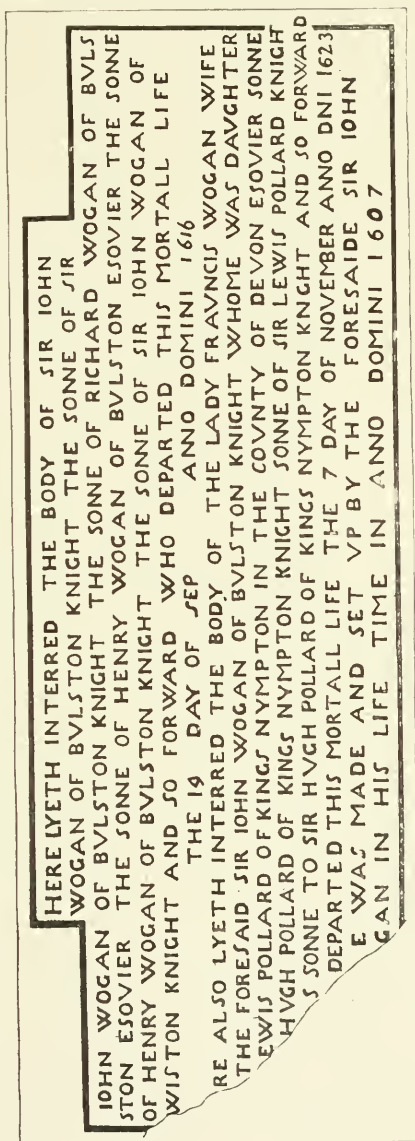 HERE LYETH INTERRED THE BODY OF SIR IOHN
WOGAN OF BVLSTON KNIGHT THE SONNE OF SIR
IOHN WOGAN OF BVLSTON KNIGHT THE SONNE OF RICHARD WOGAN OF BVLS
STON ESOVIER THE SONNE OF HENRY WOGAN OF BVLSTON ESOVIER THE SONNE
OF HENRY WOGAN OF BVLSTON KNIGHT THE SONNE OF SIR IOHN WOGAN OF
WISTON KNIGHT AND SO FORWARD WHO DEPARTED THIS MORTALL LIFE
THE 14 DAY OF SEP ANNO DOMINI 1616
RE ALSO LYETH INTERRED THE BODY OF THE LADY FRAVNCIS WOGAN WIFE
THE FORESAID SIR IOHN WOGAN OF BVLSTON KNIGHT WHOME WAS DAVGHTER
EWIS POLLARD OF KINGS NYMPTON IN THE COVNTY OF DEVON ESOVIER SONNE
HVGH POLLARD OF KINGS NYMPTON KNIGHT SONNE OF SIR LEWIS POLLARD KNIGH
S SONNE TO SIR HVGH POLLARD OF KINGS NYMPTON KNGHT AND SO FORWARD
DEPARTED THIS MORTALL LIFE THE 7 DAY OF NOVEMBER ANNO DNI 1623
E WAS MADE AND SET VP BY THE FORESAIDE SIR IOHN
GAN IN HIS LIFE TIME IN ANNO DOMINI 1607